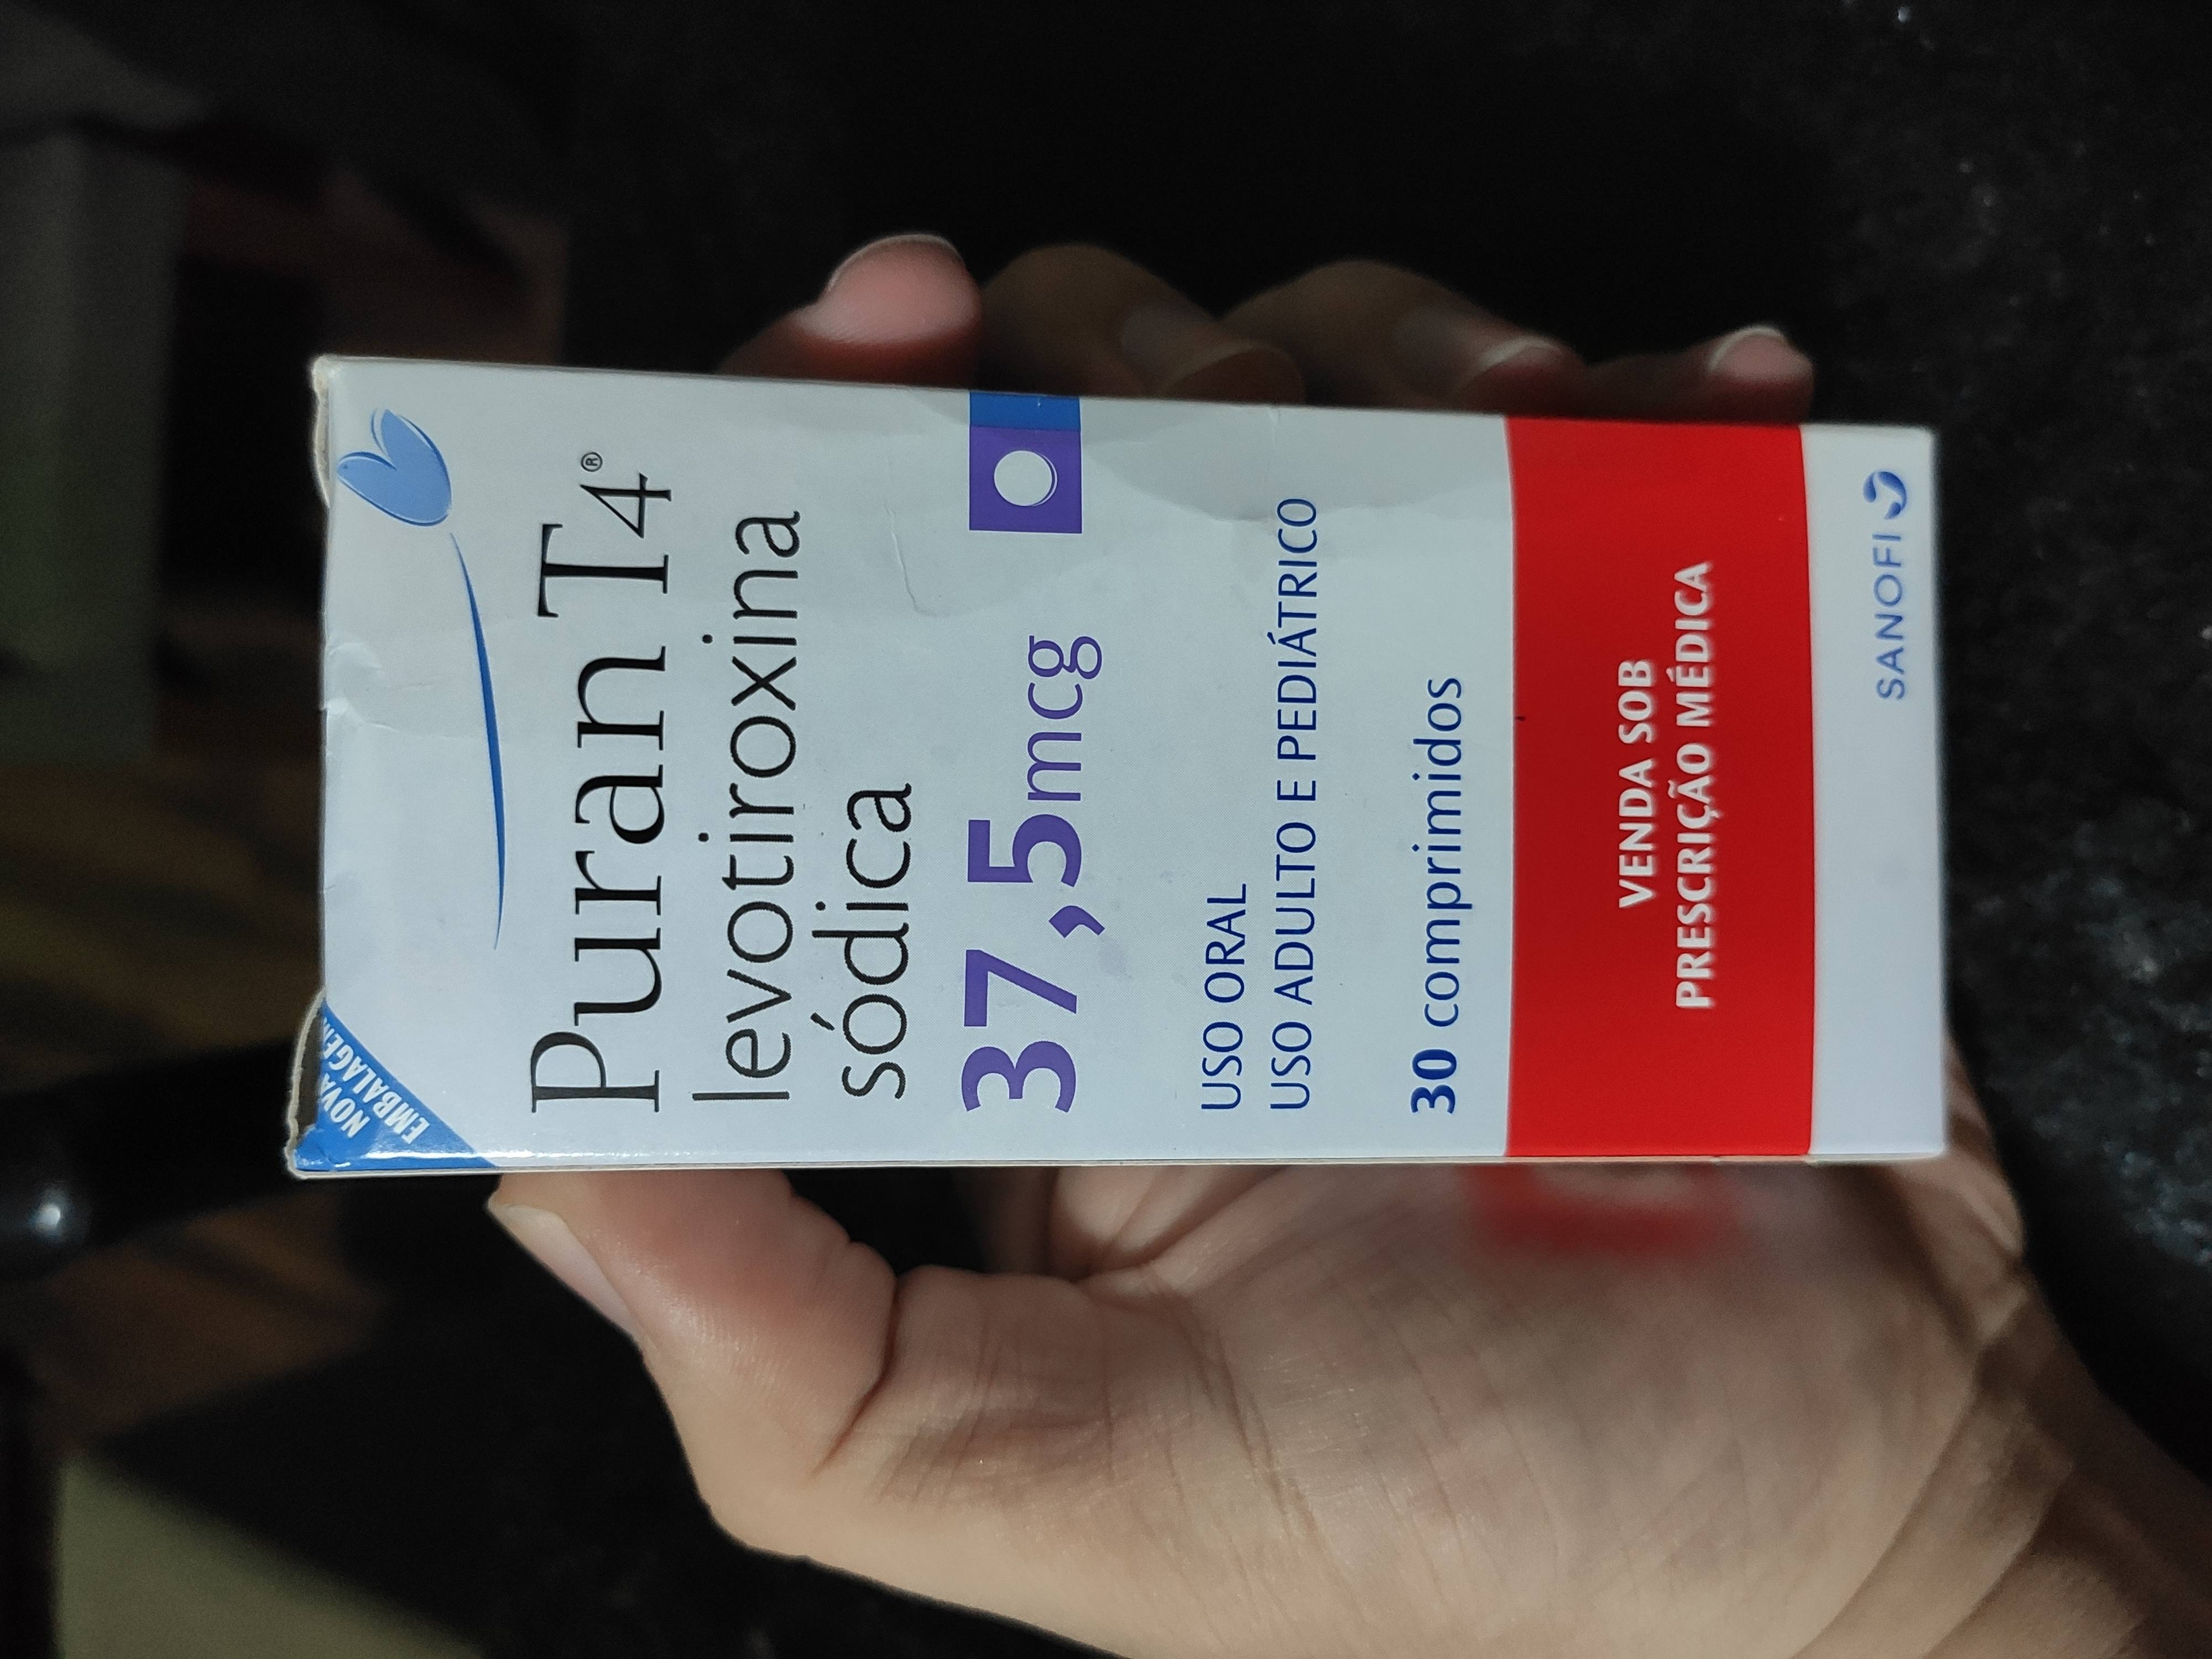 NOVA
EMBALAGEM
Puran T4®
levotiroxina
sódica
37,5mcg
USO ORAL
USO ADULTO E PEDIÁTRICO
30 comprimidos
VENDA SOB
PRESCRIÇÃO MÉDICA
SANOFI